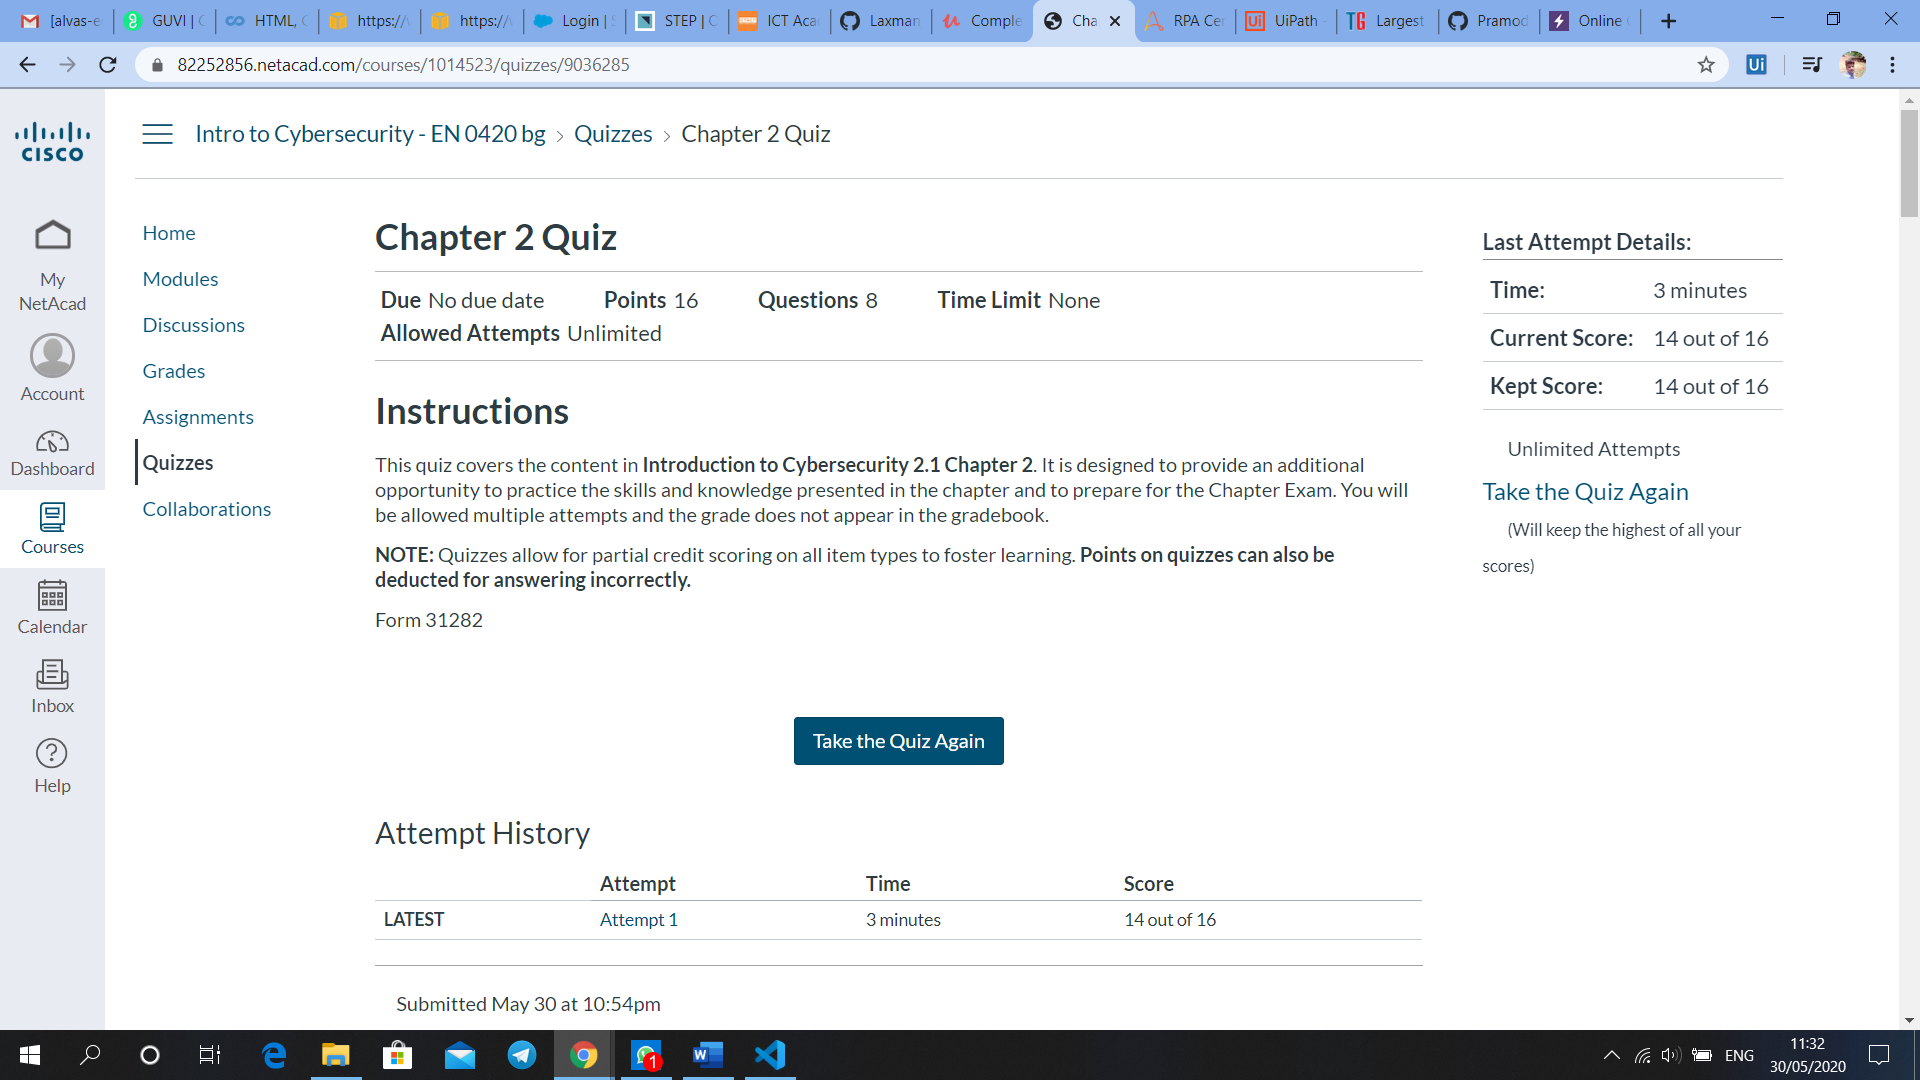 [alvas-e
GUVI | C
HTML, C
https://v
https://v
Login | S
STEP | C
ICT Aca
Laxman
Comple
Cha
RPA Cer
UiPath
Largest
Pramod
Online C
82252856.netacad.com/courses/1014523/quizzes/9036285
CISCO
Intro to Cybersecurity - EN 0420 bg › Quizzes › Chapter 2 Quiz
My
NetAcad
Account
Dashboard
Courses
Calendar
Inbox
Help
Home
Modules
Discussions
Grades
Assignments
Quizzes
Collaborations
Chapter 2 Quiz
Due No due date Points 16 Questions 8 Time Limit None
Allowed Attempts Unlimited
Instructions
This quiz covers the content in Introduction to Cybersecurity 2.1 Chapter 2. It is designed to provide an additional
opportunity to practice the skills and knowledge presented in the chapter and to prepare for the Chapter Exam. You will
be allowed multiple attempts and the grade does not appear in the gradebook.
NOTE: Quizzes allow for partial credit scoring on all item types to foster learning. Points on quizzes can also be
deducted for answering incorrectly.
Form 31282
Take the Quiz Again
Attempt History
Attempt Time Score
LATEST Attempt 1 3 minutes 14 out of 16
Submitted May 30 at 10:54pm
Last Attempt Details:
Time: 3 minutes
Current Score: 14 out of 16
Kept Score: 14 out of 16
Unlimited Attempts
Take the Quiz Again
(Will keep the highest of all your
scores)
1
ENG
11:32
30/05/2020